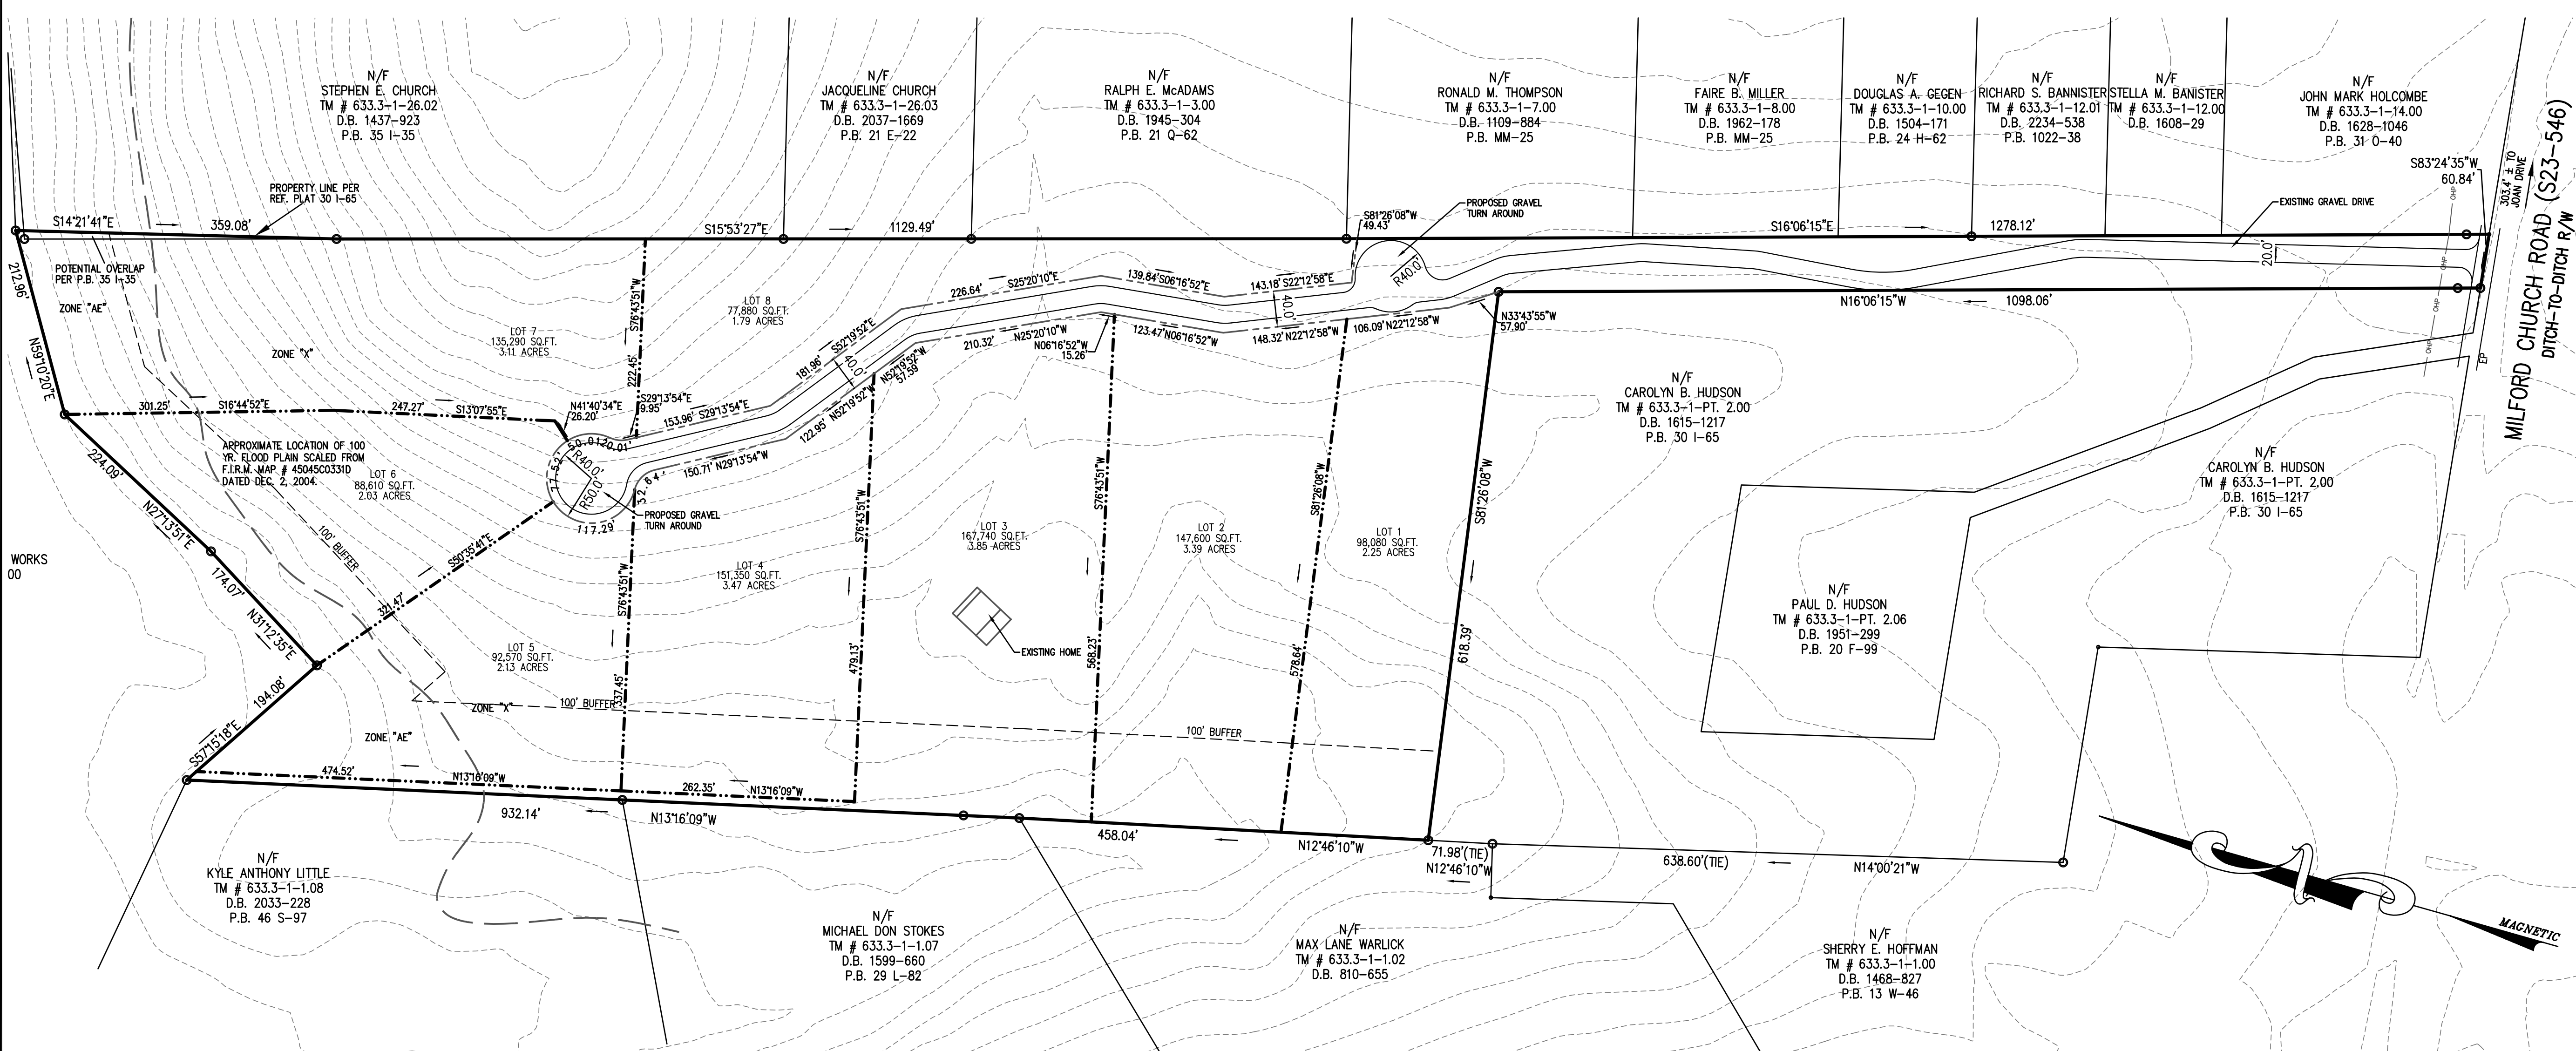 N/F
STEPHEN E. CHURCH
TM # 633.3-1-26.02
D.B. 1437-923
P.B. 35 I-35
N/F
JACQUELINE CHURCH
TM # 633.3-1-26.03
D.B. 2037-1669
P.B. 21 E-22
N/F
RALPH E. McADAMS
TM # 633.3-1-3.00
D.B. 1945-304
P.B. 21 Q-62
N/F
RONALD M. THOMPSON
TM # 633.3-1-7.00
D.B. 1109-884
P.B. MM-25
N/F
FAIRE B. MILLER
TM # 633.3-1-8.00
D.B. 1962-178
P.B. MM-25
N/F
DOUGLAS A. GEGEN
TM # 633.3-1-10.00
D.B. 1504-171
P.B. 24 H-62
N/F
RICHARD S. BANNISTER
TM # 633.3-1-12.01
D.B. 2234-538
P.B. 1022-38
N/F
STELLA M. BANISTER
TM # 633.3-1-12.00
D.B. 1608-29
N/F
JOHN MARK HOLCOMBE
TM # 633.3-1-14.00
D.B. 1628-1046
P.B. 31 O-40
S83°24'35"W
60.84'
303.4' ± TO
JOAN DRIVE
MILFORD CHURCH ROAD (S23-546)
DITCH-TO-DITCH R/W
OHP
OHP
OHP
EP
PROPERTY LINE PER
REF. PLAT 30 I-65
S14°21'41"E
359.08'
S15°53'27"E
1129.49'
S81°26'08"W
49.43'
PROPOSED GRAVEL
TURN AROUND
R40.0'
S16°06'15"E
1278.12'
EXISTING GRAVEL DRIVE
20.0'
POTENTIAL OVERLAP
PER P.B. 35 I-35
212.96'
N59°10'20"E
ZONE "AE"
ZONE "X"
LOT 7
135,290 SQ.FT.
3.11 ACRES
S76°43'51"W
222.45'
LOT 8
77,880 SQ.FT.
1.79 ACRES
226.64'
S25°20'10"E
139.84'
S06°16'52"E
143.18'
S22°12'58"E
40.0'
181.96'
S52°19'52"E
40.0'
N52°19'52"W
57.59'
210.32'
N25°20'10"W
N06°16'52"W
15.26'
123.47'
N06°16'52"W
148.32'
N22°12'58"W
106.09'
N22°12'58"W
N33°43'55"W
57.90'
N16°06'15"W
1098.06'
301.25'
S16°44'52"E
247.27'
S13°07'55"E
N41°40'34"E
26.20'
S29°13'54"E
9.95'
153.96'
S29°13'54"E
122.95'
N52°19'52"W
150.71'
N29°13'54"W
R40.0'
R50.0'
117.29'
PROPOSED GRAVEL
TURN AROUND
APPROXIMATE LOCATION OF 100
YR. FLOOD PLAIN SCALED FROM
F.I.R.M. MAP # 45045C0331D
DATED DEC. 2, 2004.
LOT 6
88,610 SQ.FT.
2.03 ACRES
224.09'
N27°13'51"E
174.07'
N31°12'35"E
100' BUFFER
S50°35'41"E
321.47'
WORKS
00
LOT 5
92,570 SQ.FT.
2.13 ACRES
S76°43'51"W
337.45'
LOT 4
151,350 SQ.FT.
3.47 ACRES
S76°43'51"W
479.13'
LOT 3
167,740 SQ.FT.
3.85 ACRES
EXISTING HOME
S76°43'51"W
568.23'
LOT 2
147,600 SQ.FT.
3.39 ACRES
S81°26'08"W
578.64'
LOT 1
98,080 SQ.FT.
2.25 ACRES
S81°26'08"W
618.39'
N/F
CAROLYN B. HUDSON
TM # 633.3-1-PT. 2.00
D.B. 1615-1217
P.B. 30 I-65
N/F
CAROLYN B. HUDSON
TM # 633.3-1-PT. 2.00
D.B. 1615-1217
P.B. 30 I-65
N/F
PAUL D. HUDSON
TM # 633.3-1-PT. 2.06
D.B. 1951-299
P.B. 20 F-99
194.08'
S57°15'18"E
ZONE "AE"
ZONE "X"
100' BUFFER
100' BUFFER
474.52'
N13°16'09"W
262.35'
N13°16'09"W
932.14'
N13°16'09"W
458.04'
N12°46'10"W
71.98'(TIE)
N12°46'10"W
638.60'(TIE)
N14°00'21"W
N/F
KYLE ANTHONY LITTLE
TM # 633.3-1-1.08
D.B. 2033-228
P.B. 46 S-97
N/F
MICHAEL DON STOKES
TM # 633.3-1-1.07
D.B. 1599-660
P.B. 29 L-82
N/F
MAX LANE WARLICK
TM # 633.3-1-1.02
D.B. 810-655
N/F
SHERRY E. HOFFMAN
TM # 633.3-1-1.00
D.B. 1468-827
P.B. 13 W-46
MAGNETIC